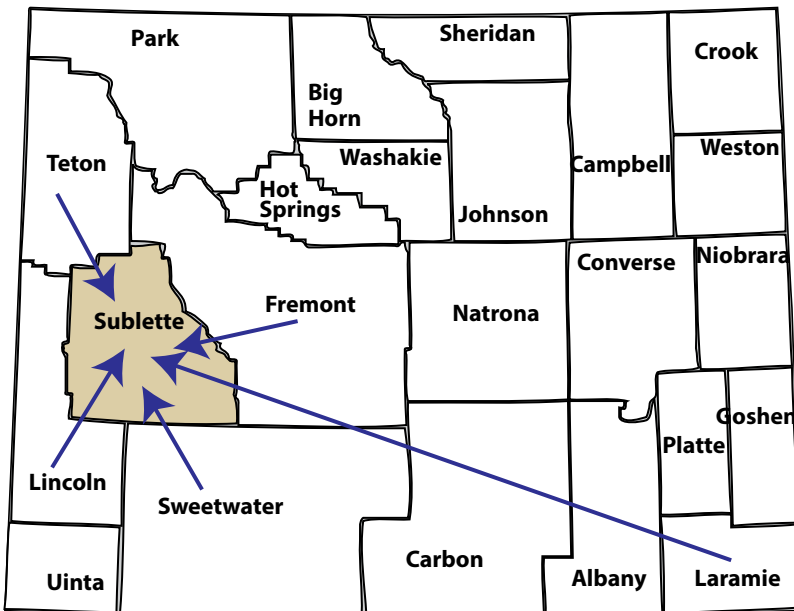 Park
Sheridan
Crook
Big
Horn
Teton
Washakie
Campbell
Weston
Hot
Springs
Johnson
Converse
Niobrara
Sublette
Fremont
Natrona
Goshen
Platte
Lincoln
Sweetwater
Carbon
Uinta
Albany
Laramie